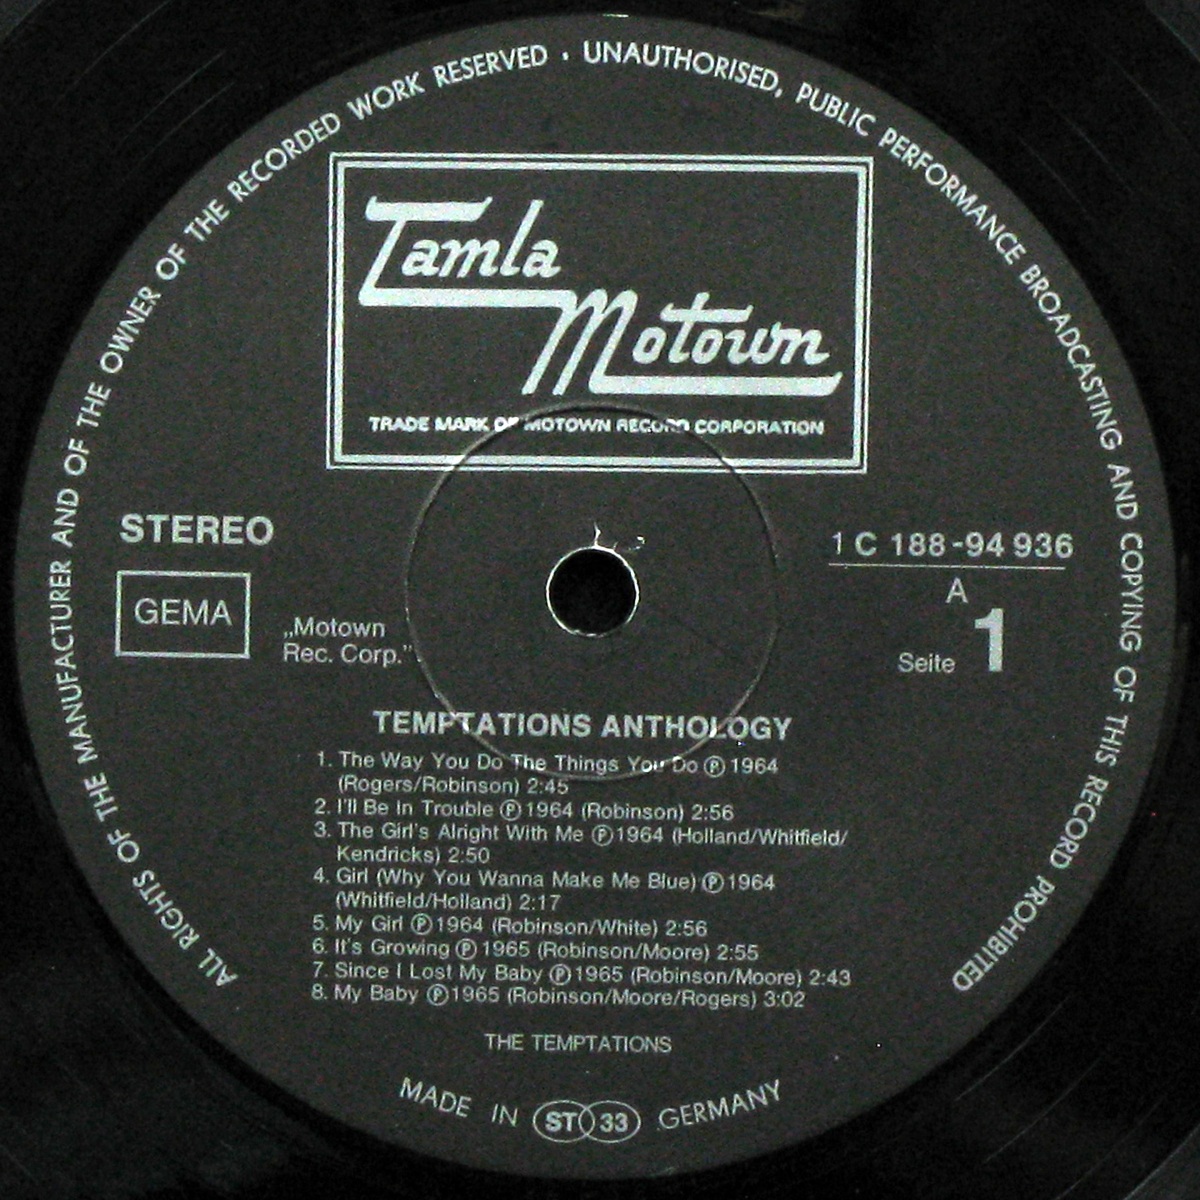 ALL RIGHTS OF THE MANUFACTURER AND OF THE OWNER OF THE RECORDED WORK RESERVED · UNAUTHORISED, PUBLIC PERFORMANCE BROADCASTING AND COPYING OF THIS RECORD PROHIBITED
Tamla
Motown
TRADE MARK OF MOTOWN RECORD CORPORATION
STEREO
GEMA
„Motown
Rec. Corp.”
1 C 188-94 936
A
Seite 1
TEMPTATIONS ANTHOLOGY
1. The Way You Do The Things You Do Ⓟ 1964
(Rogers/Robinson) 2:45
2. I'll Be In Trouble Ⓟ 1964 (Robinson) 2:56
3. The Girl's Alright With Me Ⓟ 1964 (Holland/Whitfield/
Kendricks) 2:50
4. Girl (Why You Wanna Make Me Blue) Ⓟ 1964
(Whitfield/Holland) 2:17
5. My Girl Ⓟ 1964 (Robinson/White) 2:56
6. It's Growing Ⓟ 1965 (Robinson/Moore) 2:55
7. Since I Lost My Baby Ⓟ 1965 (Robinson/Moore) 2:43
8. My Baby Ⓟ 1965 (Robinson/Moore/Rogers) 3:02
THE TEMPTATIONS
MADE IN ST 33 GERMANY